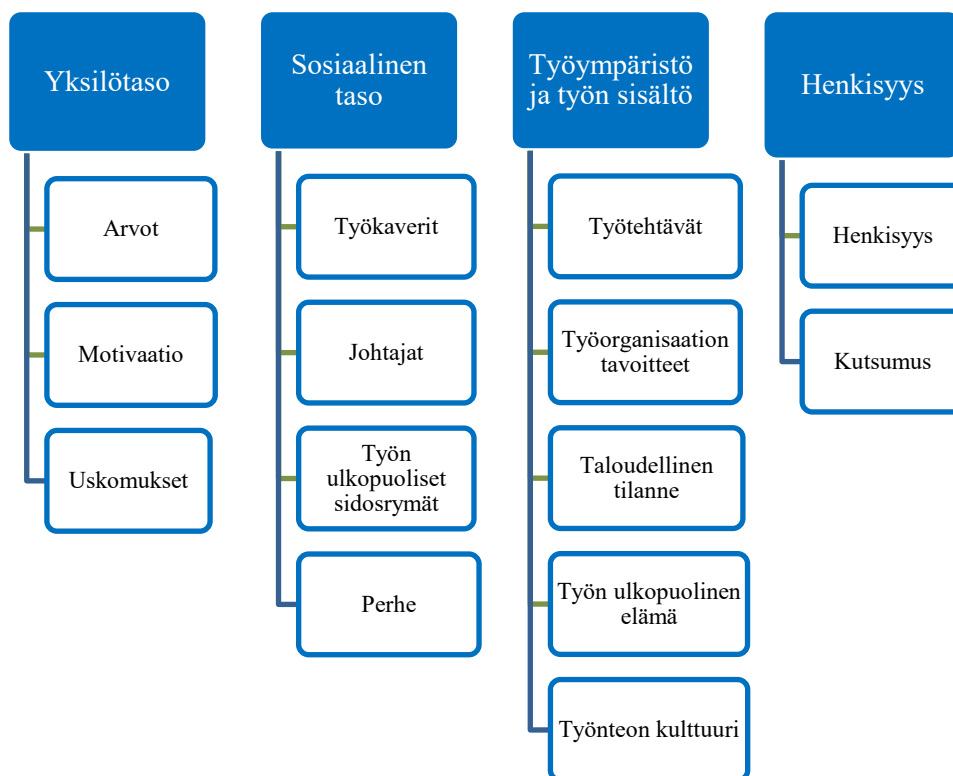 Yksilötaso
Arvot
Motivaatio
Uskomukset
Sosiaalinen
taso
Työkaverit
Johtajat
Työn
ulkopuoliset
sidosrymät
Perhe
Työympäristö
ja työn sisältö
Työtehtävät
Työorganisaation
tavoitteet
Taloudellinen
tilanne
Työn ulkopuolinen
elämä
Työnteon kulttuuri
Henkisyys
Henkisyys
Kutsumus